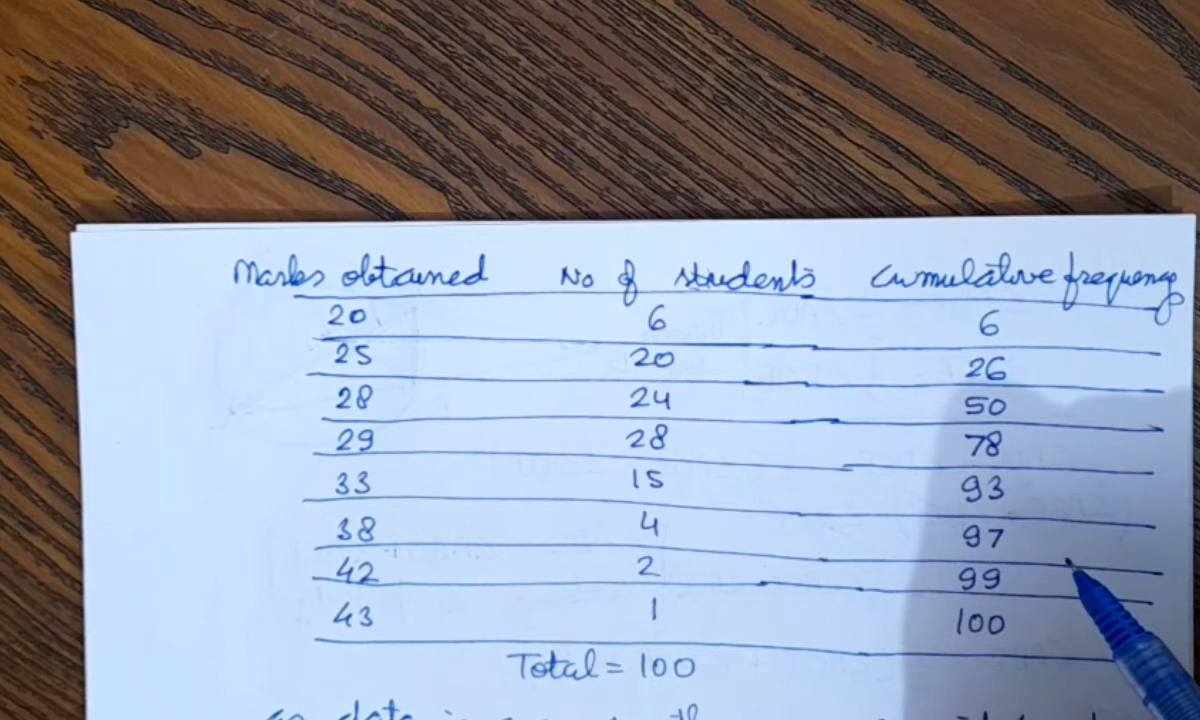 Marks obtained No of students Cumulative frequency
20 6 6
25 20 26
28 24 50
29 28 78
33 15 93
38 4 97
42 2 99
43 1 100
Total = 100